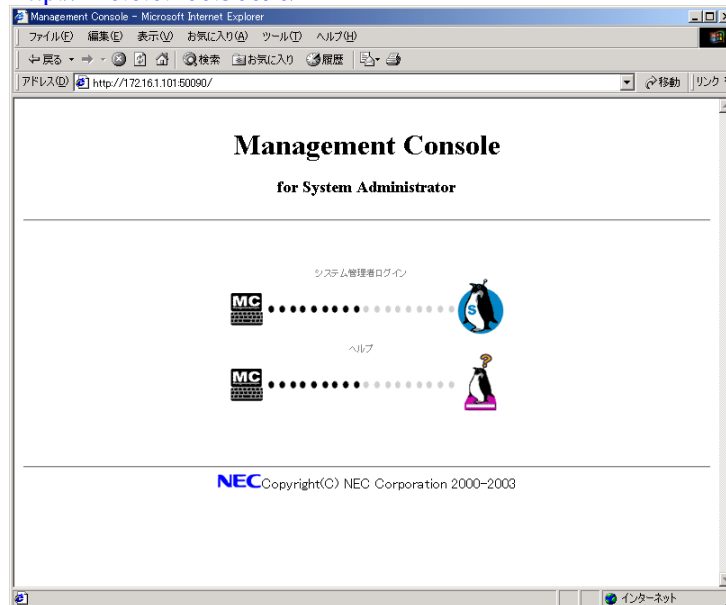 Management Console - Microsoft Internet Explorer
ファイル(F) 編集(E) 表示(V) お気に入り(A) ツール(T) ヘルプ(H)
戻る 検索 お気に入り 履歴
アドレス(D) http://172.16.1.101:50090/ 移動 リンク
Management Console
for System Administrator
システム管理者ログイン
MC S
ヘルプ
MC ?
NEC Copyright(C) NEC Corporation 2000-2003
インターネット